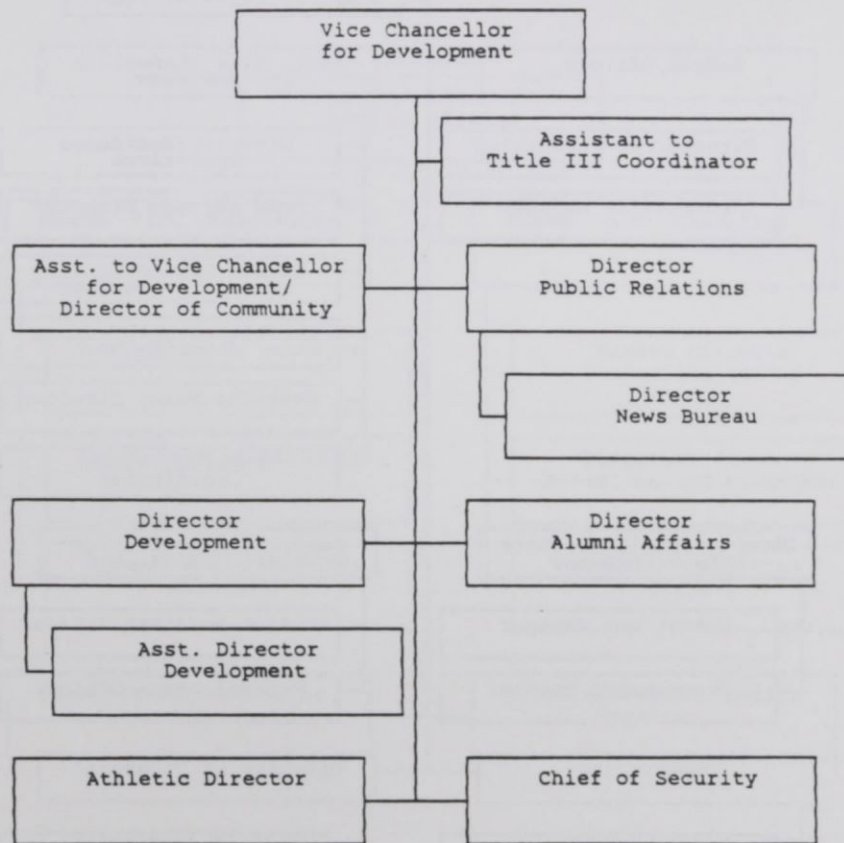 Vice Chancellor
for Development
Assistant to
Title III Coordinator
Asst. to Vice Chancellor
for Development/
Director of Community
Director
Public Relations
Director
News Bureau
Director
Development
Director
Alumni Affairs
Asst. Director
Development
Athletic Director
Chief of Security